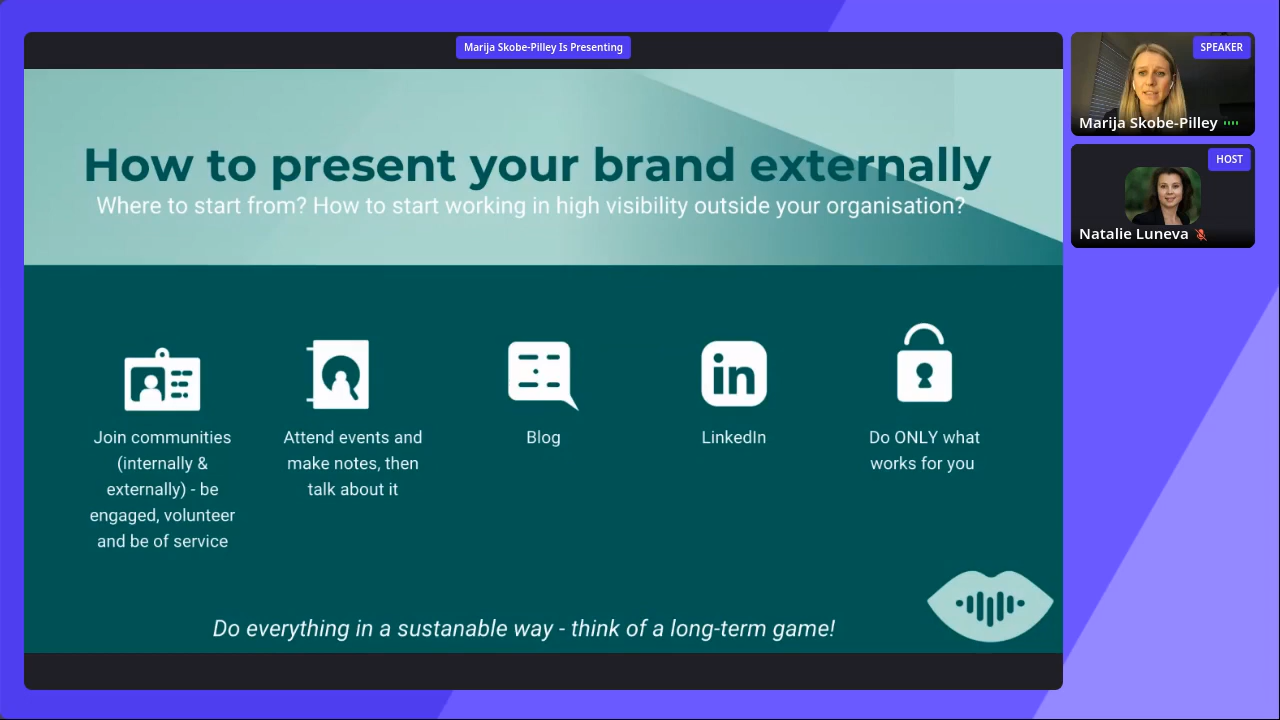 Marija Skobe-Pilley Is Presenting
How to present your brand externally
Where to start from? How to start working in high visibility outside your organisation?
Join communities
(internally &
externally) - be
engaged, volunteer
and be of service
Attend events and
make notes, then
talk about it
Blog
in
LinkedIn
Do ONLY what
works for you
Do everything in a sustanable way - think of a long-term game!
SPEAKER
Marija Skobe-Pilley
HOST
Natalie Luneva